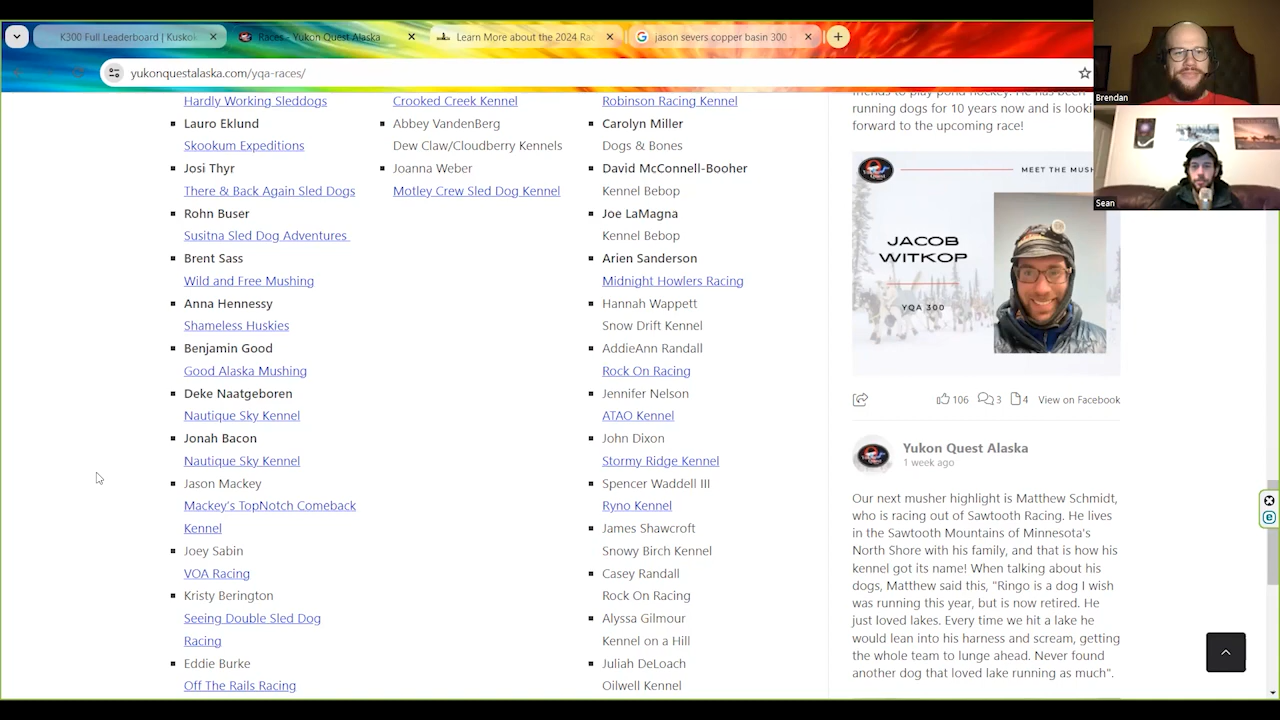 K300 Full Leaderboard | Kusko
Races - Yukon Quest Alaska
Learn More about the 2024 Rac
jason severs copper basin 300
yukonquestalaska.com/yqa-races/
Brendan
Sean
Hardly Working Sleddogs
Lauro Eklund
Skookum Expeditions
Josi Thyr
There & Back Again Sled Dogs
Rohn Buser
Susitna Sled Dog Adventures
Brent Sass
Wild and Free Mushing
Anna Hennessy
Shameless Huskies
Benjamin Good
Good Alaska Mushing
Deke Naatgeboren
Nautique Sky Kennel
Jonah Bacon
Nautique Sky Kennel
Jason Mackey
Mackey's TopNotch Comeback
Kennel
Joey Sabin
VOA Racing
Kristy Berington
Seeing Double Sled Dog
Racing
Eddie Burke
Off The Rails Racing
Crooked Creek Kennel
Abbey VandenBerg
Dew Claw/Cloudberry Kennels
Joanna Weber
Motley Crew Sled Dog Kennel
Robinson Racing Kennel
Carolyn Miller
Dogs & Bones
David McConnell-Booher
Kennel Bebop
Joe LaMagna
Kennel Bebop
Arien Sanderson
Midnight Howlers Racing
Hannah Wappett
Snow Drift Kennel
AddieAnn Randall
Rock On Racing
Jennifer Nelson
ATAO Kennel
John Dixon
Stormy Ridge Kennel
Spencer Waddell III
Ryno Kennel
James Shawcroft
Snowy Birch Kennel
Casey Randall
Rock On Racing
Alyssa Gilmour
Kennel on a Hill
Juliah DeLoach
Oilwell Kennel
friends to play pond hockey. He has been
running dogs for 10 years now and is looki
forward to the upcoming race!
MEET THE MUSH
JACOB
WITKOP
YQA 300
106 3 4 View on Facebook
Yukon Quest Alaska
1 week ago
Our next musher highlight is Matthew Schmidt,
who is racing out of Sawtooth Racing. He lives
in the Sawtooth Mountains of Minnesota's
North Shore with his family, and that is how his
kennel got its name! When talking about his
dogs, Matthew said this, "Ringo is a dog I wish
was running this year, but is now retired. He
just loved lakes. Every time we hit a lake he
would lean into his harness and scream, getting
the whole team to lunge ahead. Never found
another dog that loved lake running as much".